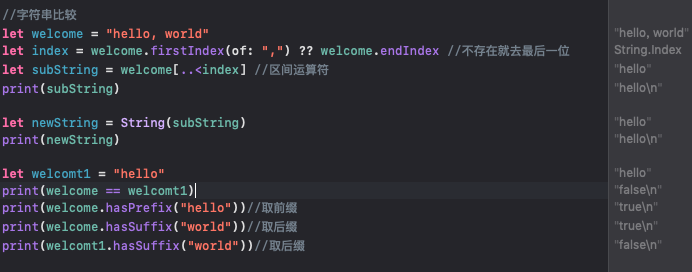 //字符串比较
let welcome = "hello, world"
"hello, world"
let index = welcome.firstIndex(of: ",") ?? welcome.endIndex //不存在就去最后一位
String.Index
let subString = welcome[..<index] //区间运算符
"hello"
print(subString)
"hello\n"
let newString = String(subString)
"hello"
print(newString)
"hello\n"
let welcomt1 = "hello"
"hello"
print(welcome == welcomt1)
"false\n"
print(welcome.hasPrefix("hello"))//取前缀
"true\n"
print(welcome.hasSuffix("world"))//取后缀
"true\n"
print(welcomt1.hasSuffix("world"))//取后缀
"false\n"